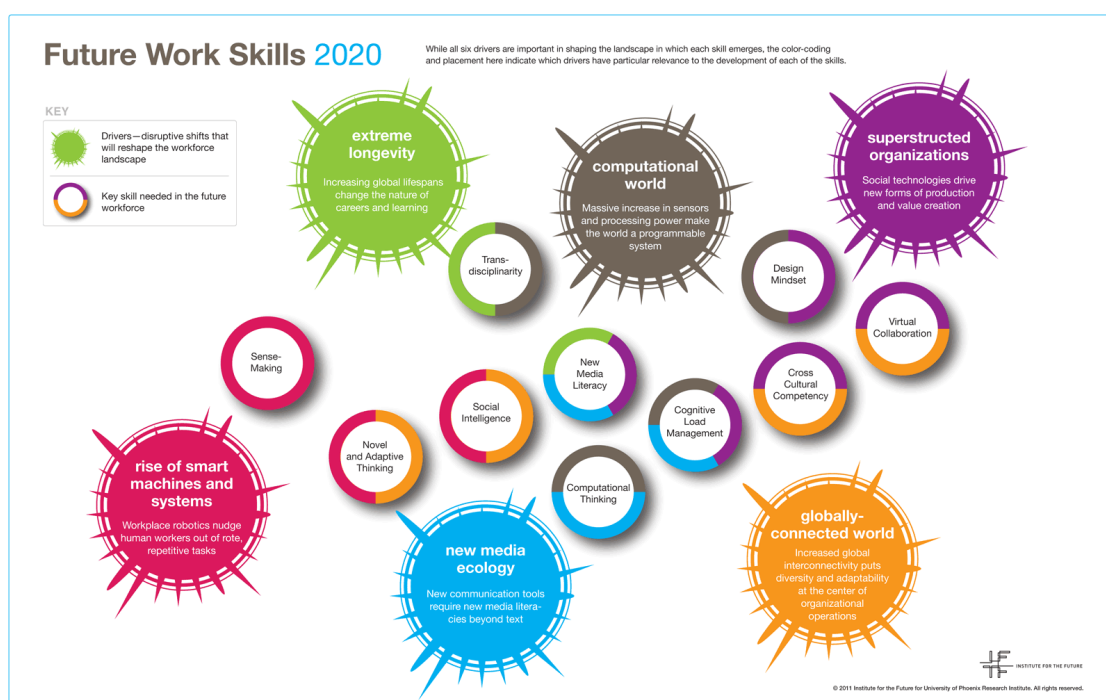 Future Work Skills 2020
While all six drivers are important in shaping the landscape in which each skill emerges, the color-coding
and placement here indicate which drivers have particular relevance to the development of each of the skills.
KEY
Drivers—disruptive shifts that
will reshape the workforce
landscape
Key skill needed in the future
workforce
extreme
longevity
Increasing global lifespans
change the nature of
careers and learning
computational
world
Massive increase in sensors
and processing power make
the world a programmable
system
superstructed
organizations
Social technologies drive
new forms of production
and value creation
Trans-
disciplinarity
Design
Mindset
Virtual
Collaboration
Sense-
Making
New
Media
Literacy
Cross
Cultural
Competency
Social
Intelligence
Cognitive
Load
Management
Novel
and Adaptive
Thinking
Computational
Thinking
rise of smart
machines and
systems
Workplace robotics nudge
human workers out of rote,
repetitive tasks
new media
ecology
New communication tools
require new media litera-
cies beyond text
globally-
connected world
Increased global
interconnectivity puts
diversity and adaptability
at the center of
organizational
operations
INSTITUTE FOR THE FUTURE
© 2011 Institute for the Future for University of Phoenix Research Institute. All rights reserved.